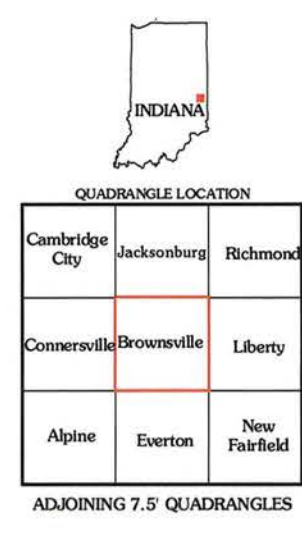 INDIANA
QUADRANGLE LOCATION
Cambridge
City
Jacksonburg
Richmond
Connersville
Brownsville
Liberty
Alpine
Everton
New
Fairfield
ADJOINING 7.5' QUADRANGLES